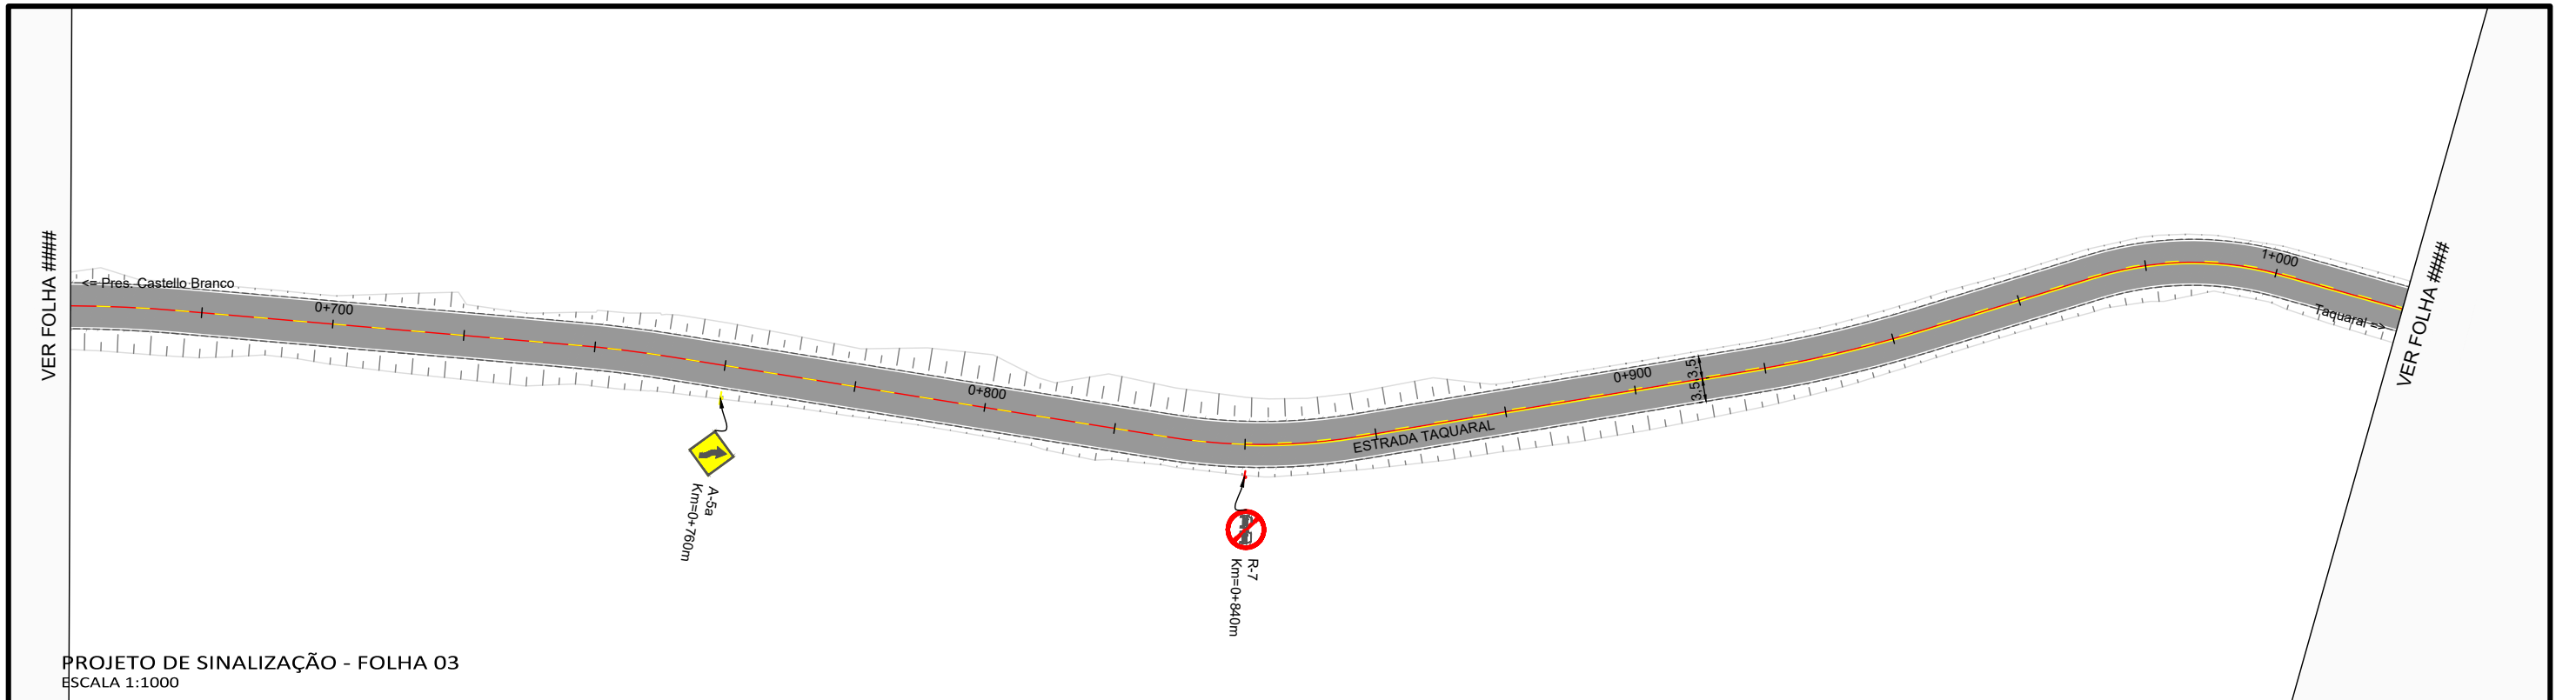 VER FOLHA ####
<= Pres. Castello Branco
0+700
0+800
0+900
3,5
3,5
1+000
Taquaral =>
VER FOLHA ####
ESTRADA TAQUARAL
A-5a
Km=0+760m
R-7
Km=0+840m
PROJETO DE SINALIZAÇÃO - FOLHA 03
ESCALA 1:1000